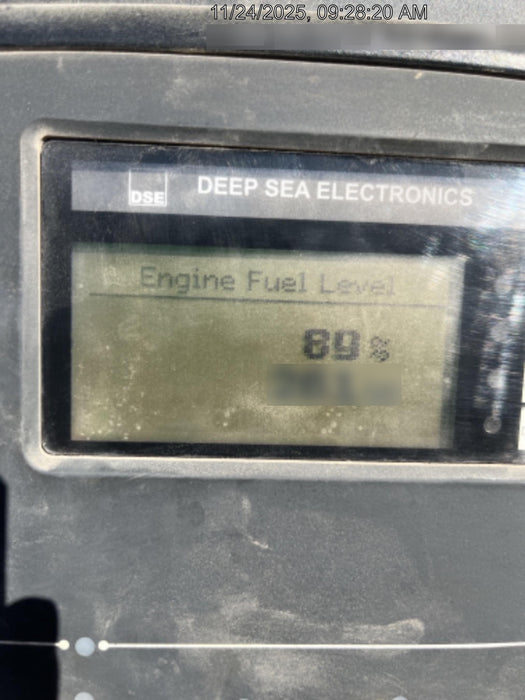 11/24/2025, 09:28:20 AM
DSE DEEP SEA ELECTRONICS
Engine Fuel Level
89 %